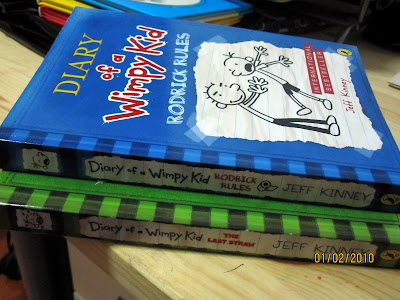 DIARY
of a
Wimpy Kid
RODRICK RULES
INTERNATIONAL
BESTSELLER
Jeff Kinney
Diary of a Wimpy Kid RODRICK RULES JEFF KINNEY
Diary of a Wimpy Kid THE LAST STRAW JEFF KINNEY
01/02/2010